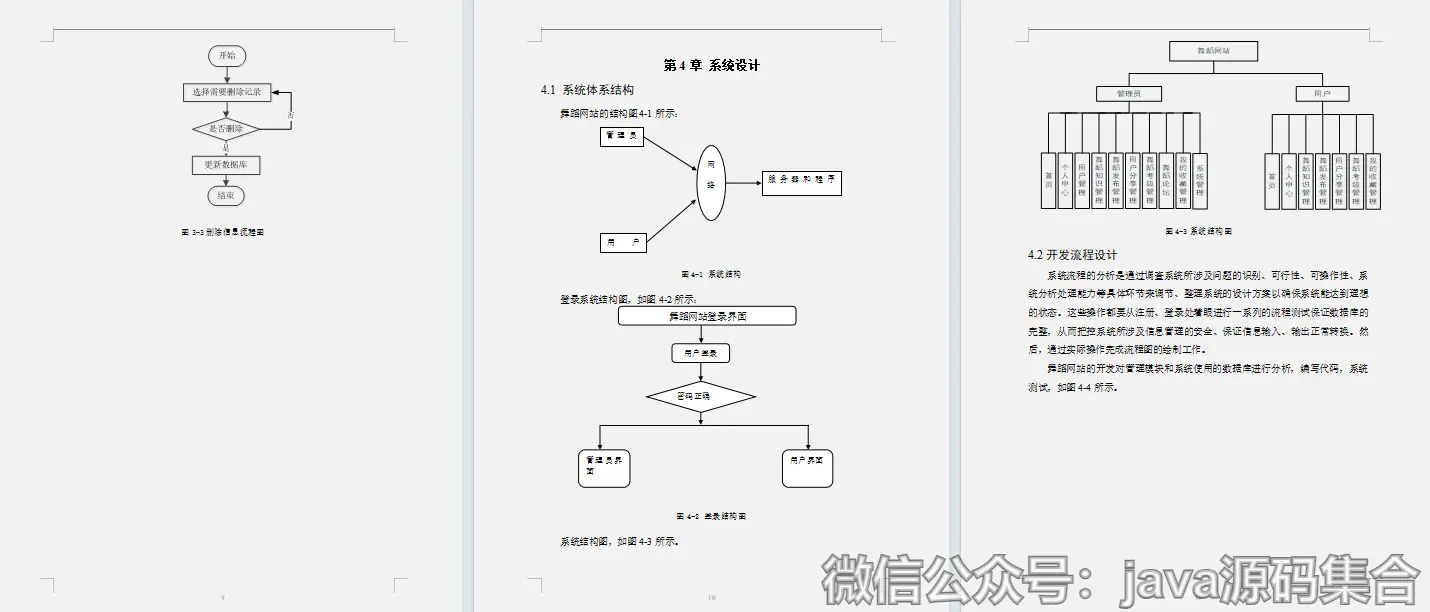 开始
选择需要删除记录
否
是否删除
是
更新数据库
结束
图 3-3 删除信息流程图
9
第 4 章 系统设计
4.1 系统体系结构
舞蹈网站的结构图 4-1 所示：
管 理 员
网
络
服 务 器 和 程 序
用 户
图 4-1 系统结构
登录系统结构图，如图 4-2 所示：
舞蹈网站登录界面
用户登录
密码正确
管理员界
面
用户界面
图 4-2 登录结构图
系统结构图，如图 4-3 所示。
10
舞蹈网站
管理员
用户
首页
个人中心
用户管理
舞蹈知识管理
舞蹈发布管理
用户分享管理
舞蹈考级管理
舞蹈论坛
我的收藏管理
系统管理
首页
个人中心
舞蹈知识管理
舞蹈发布管理
用户分享管理
舞蹈考级管理
我的收藏管理
图 4-3 系统结构图
4.2 开发流程设计
系统流程的分析是通过调查系统所涉及问题的识别、可行性、可操作性、系
统分析处理能力等具体环节来调节、整理系统的设计方案以确保系统能达到理想
的状态。这些操作都要从注册、登录处着眼进行一系列的流程测试保证数据库的
完整，从而把控系统所涉及信息管理的安全、保证信息输入、输出正常转换。然
后，通过实际操作完成流程图的绘制工作。
舞蹈网站的开发对管理模块和系统使用的数据库进行分析，编写代码，系统
测试，如图 4-4 所示。
微信公众号：java源码集合